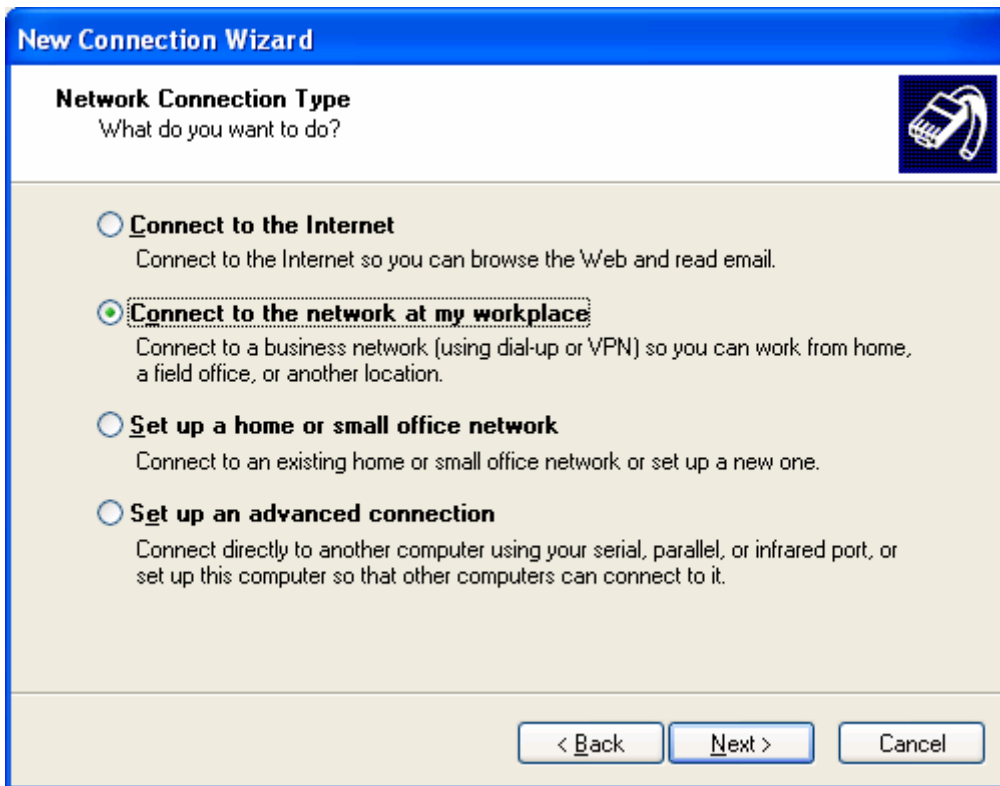 New Connection Wizard
Network Connection Type
What do you want to do?
Connect to the Internet
Connect to the Internet so you can browse the Web and read email.
Connect to the network at my workplace
Connect to a business network (using dial-up or VPN) so you can work from home,
a field office, or another location.
Set up a home or small office network
Connect to an existing home or small office network or set up a new one.
Set up an advanced connection
Connect directly to another computer using your serial, parallel, or infrared port, or
set up this computer so that other computers can connect to it.
< Back Next > Cancel